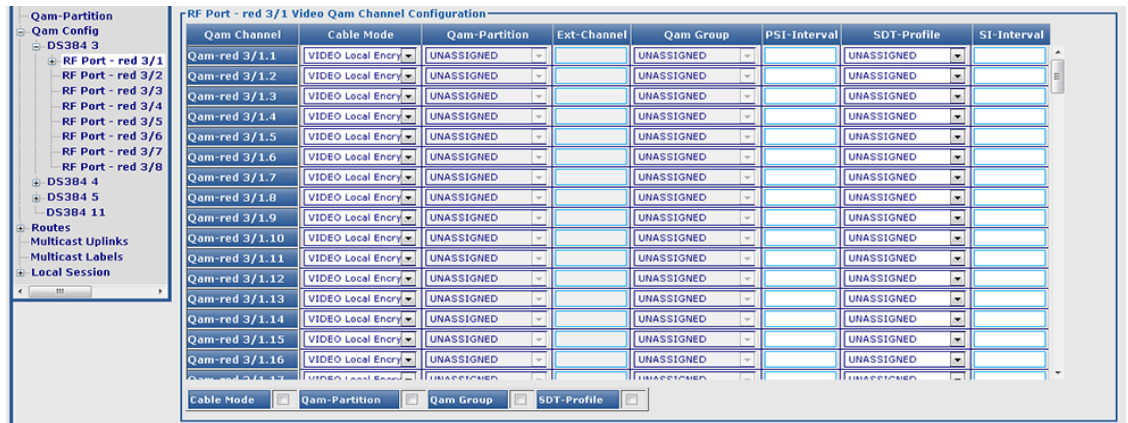 Qam-Partition
Qam Config
DS384 3
RF Port - red 3/1
RF Port - red 3/2
RF Port - red 3/3
RF Port - red 3/4
RF Port - red 3/5
RF Port - red 3/6
RF Port - red 3/7
RF Port - red 3/8
DS384 4
DS384 5
DS384 11
Routes
Multicast Uplinks
Multicast Labels
Local Session
RF Port - red 3/1 Video Qam Channel Configuration
Qam Channel Cable Mode Qam-Partition Ext-Channel Qam Group PSI-Interval SDT-Profile SI-Interval
Qam-red 3/1.1 VIDEO Local Encry UNASSIGNED UNASSIGNED UNASSIGNED
Qam-red 3/1.2 VIDEO Local Encry UNASSIGNED UNASSIGNED UNASSIGNED
Qam-red 3/1.3 VIDEO Local Encry UNASSIGNED UNASSIGNED UNASSIGNED
Qam-red 3/1.4 VIDEO Local Encry UNASSIGNED UNASSIGNED UNASSIGNED
Qam-red 3/1.5 VIDEO Local Encry UNASSIGNED UNASSIGNED UNASSIGNED
Qam-red 3/1.6 VIDEO Local Encry UNASSIGNED UNASSIGNED UNASSIGNED
Qam-red 3/1.7 VIDEO Local Encry UNASSIGNED UNASSIGNED UNASSIGNED
Qam-red 3/1.8 VIDEO Local Encry UNASSIGNED UNASSIGNED UNASSIGNED
Qam-red 3/1.9 VIDEO Local Encry UNASSIGNED UNASSIGNED UNASSIGNED
Qam-red 3/1.10 VIDEO Local Encry UNASSIGNED UNASSIGNED UNASSIGNED
Qam-red 3/1.11 VIDEO Local Encry UNASSIGNED UNASSIGNED UNASSIGNED
Qam-red 3/1.12 VIDEO Local Encry UNASSIGNED UNASSIGNED UNASSIGNED
Qam-red 3/1.13 VIDEO Local Encry UNASSIGNED UNASSIGNED UNASSIGNED
Qam-red 3/1.14 VIDEO Local Encry UNASSIGNED UNASSIGNED UNASSIGNED
Qam-red 3/1.15 VIDEO Local Encry UNASSIGNED UNASSIGNED UNASSIGNED
Qam-red 3/1.16 VIDEO Local Encry UNASSIGNED UNASSIGNED UNASSIGNED
Qam-red 3/1.17 VIDEO Local Encry UNASSIGNED UNASSIGNED UNASSIGNED
Cable Mode Qam-Partition Qam Group SDT-Profile